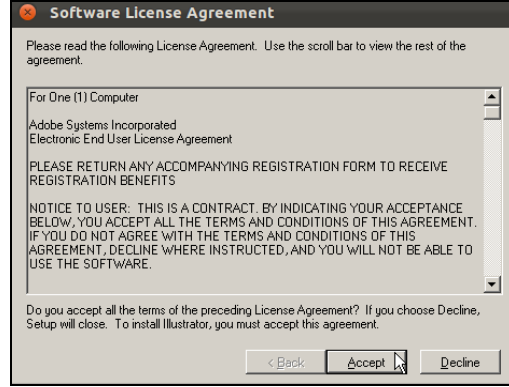 Software License Agreement
Please read the following License Agreement. Use the scroll bar to view the rest of the
agreement.
For One (1) Computer
Adobe Systems Incorporated
Electronic End User License Agreement
PLEASE RETURN ANY ACCOMPANYING REGISTRATION FORM TO RECEIVE
REGISTRATION BENEFITS
NOTICE TO USER: THIS IS A CONTRACT. BY INDICATING YOUR ACCEPTANCE
BELOW, YOU ACCEPT ALL THE TERMS AND CONDITIONS OF THIS AGREEMENT.
IF YOU DO NOT AGREE WITH THE TERMS AND CONDITIONS OF THIS
AGREEMENT, DECLINE WHERE INSTRUCTED, AND YOU WILL NOT BE ABLE TO
USE THE SOFTWARE.
Do you accept all the terms of the preceding License Agreement? If you choose Decline,
Setup will close. To install Illustrator, you must accept this agreement.
< Back Accept Decline